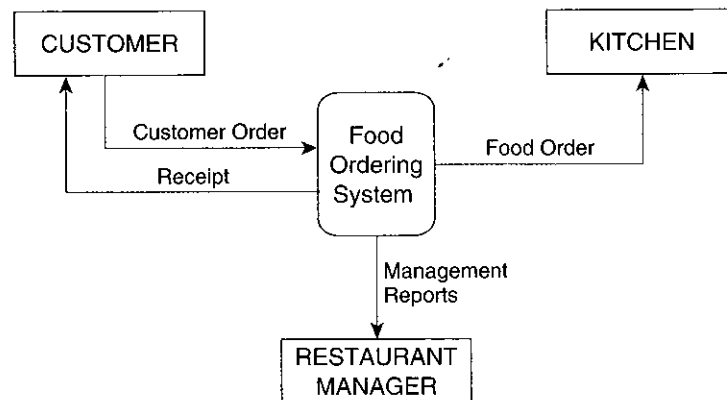 CUSTOMER
KITCHEN
Customer Order
Receipt
Food
Ordering
System
Food Order
Management
Reports
RESTAURANT
MANAGER